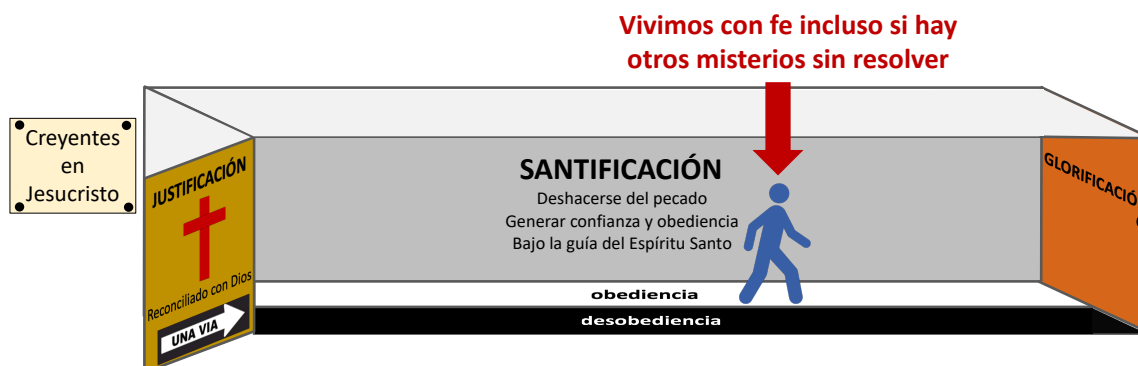 Vivimos con fe incluso si hay
otros misterios sin resolver
Creyentes
en
Jesucristo
JUSTIFICACIÓN
Reconciliado con Dios
UNA VIA
SANTIFICACIÓN
Deshacerse del pecado
Generar confianza y obediencia
Bajo la guía del Espíritu Santo
obediencia
desobediencia
GLORIFICACIÓN